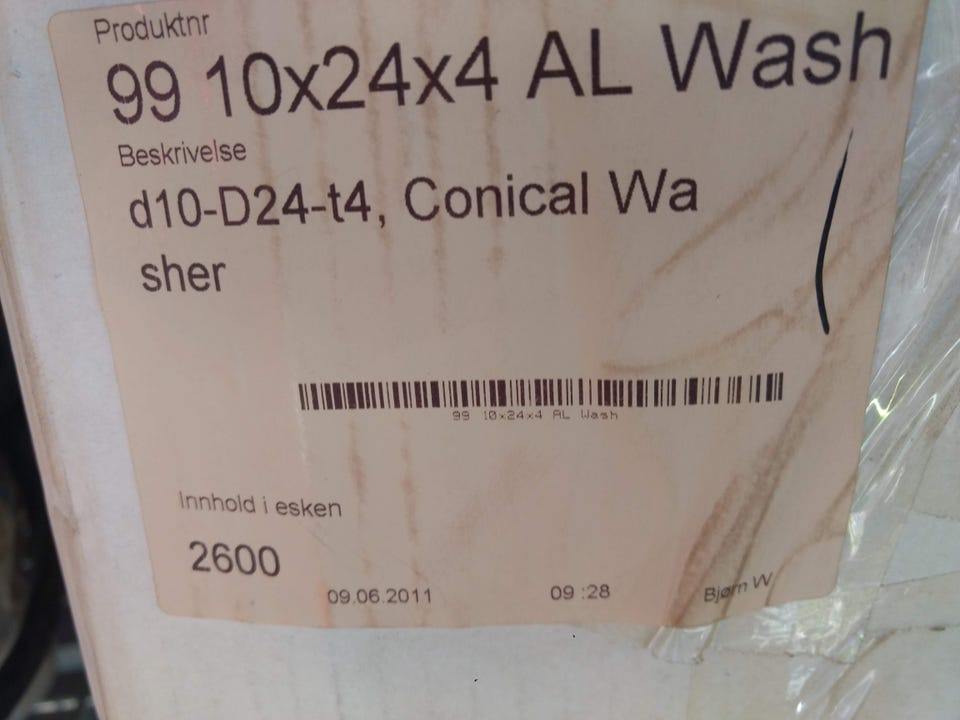 Produktnr
99 10x24x4 AL Wash
Beskrivelse
d10-D24-t4, Conical Wa
sher
99 10x24x4 AL Wash
Innhold i esken
2600
09.06.2011 09 :28 Bjørn W